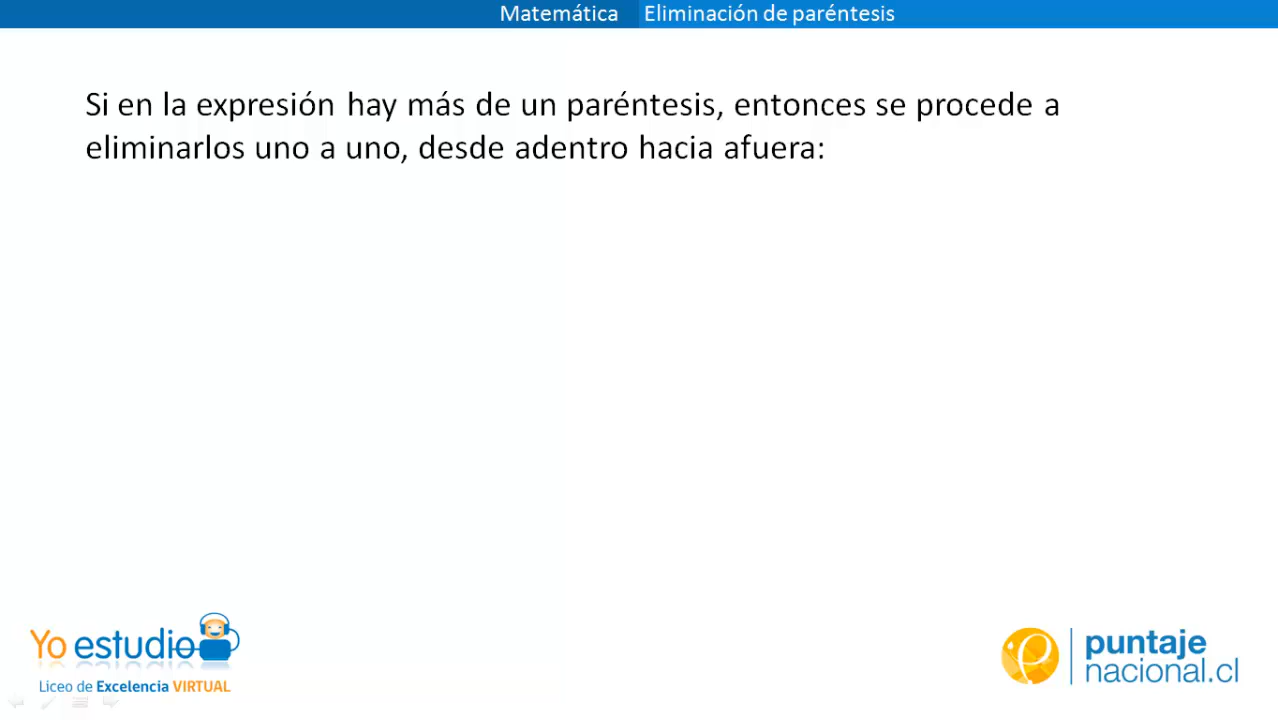 Matemática Eliminación de paréntesis
Si en la expresión hay más de un paréntesis, entonces se procede a
eliminarlos uno a uno, desde adentro hacia afuera:
Yo estudio
Liceo de Excelencia VIRTUAL
puntaje
nacional.cl